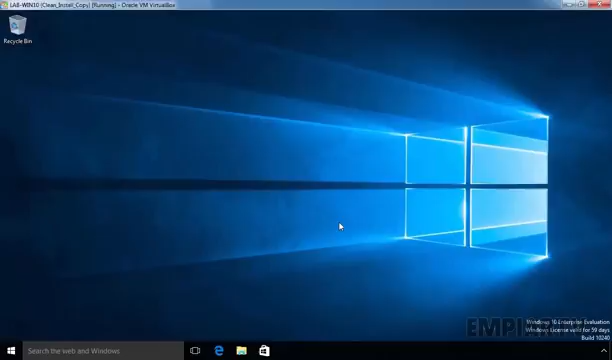 LAB-WIN10 (Clean_Install_Copy) [Running] - Oracle VM VirtualBox
Recycle Bin
Windows 10 Enterprise Evaluation
Windows License valid for 59 days
Build 10240
Search the web and Windows